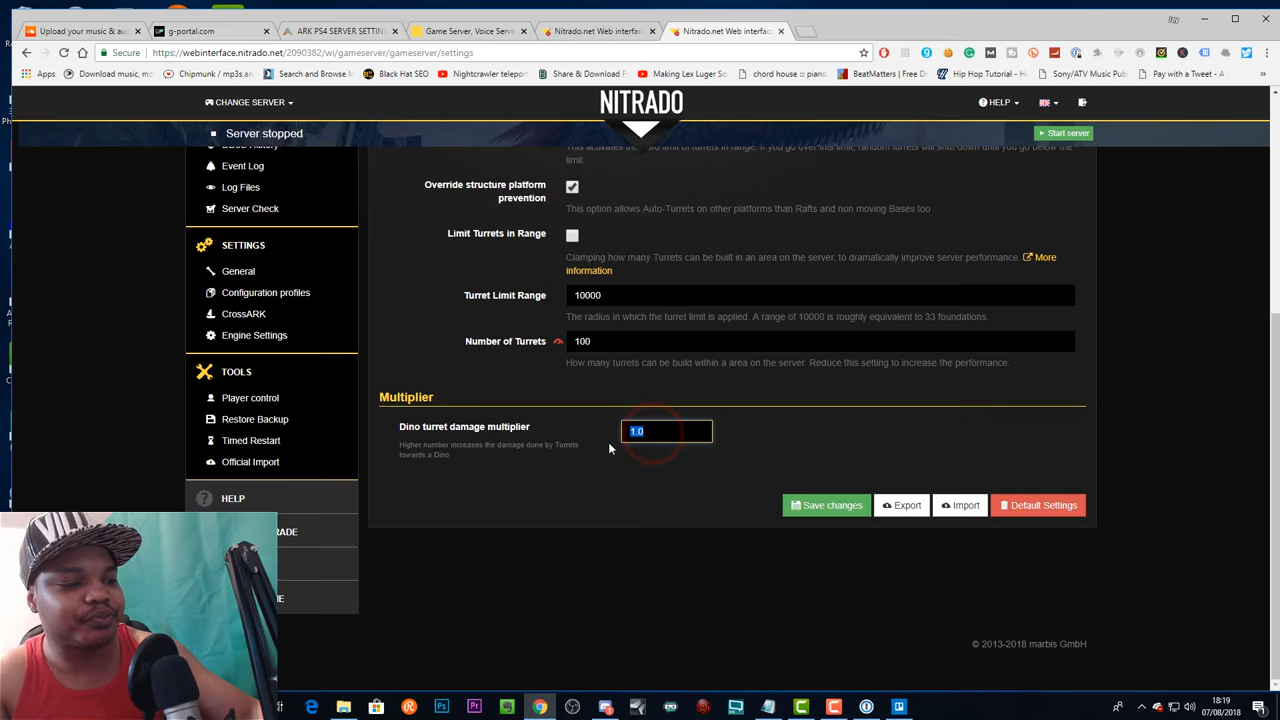 Upload your music & au
g-portal.com
ARK PS4 SERVER SETTIN
Game Server, Voice Serve
Nitrado.net Web interfac
Nitrado.net Web interfac
Secure
https://webinterface.nitrado.net/2090382/wi/gameserver/gameserver/settings
Apps
Download music, mo
Chipmunk / mp3 ar
Search and Browse M
Black Hat SEO
Nightcrawler teleport
Share & Download F
Making Lex Luger Sou
chord house ::: piano
BeatMatters | Free D
Hip Hop Tutorial - H
Sony/ATV Music Pub
Pay with a Tweet - A
CHANGE SERVER
NITRADO
HELP
Server stopped
Start server
Event Log
Log Files
Server Check
SETTINGS
General
Configuration profiles
CrossARK
Engine Settings
TOOLS
Player control
Restore Backup
Timed Restart
Official Import
HELP
limit.
Override structure platform
prevention
This option allows Auto-Turrets on other platforms than Rafts and non moving Bases too
Limit Turrets in Range
Clamping how many Turrets can be built in an area on the server, to dramatically improve server performance. More
information
Turret Limit Range
10000
The radius in which the turret limit is applied. A range of 10000 is roughly equivalent to 33 foundations.
Number of Turrets
100
How many turrets can be build within a area on the server. Reduce this setting to increase the performance.
Multiplier
Dino turret damage multiplier
1.0
Higher number increases the damage done by Turrets
towards a Dino
Save changes
Export
Import
Default Settings
© 2013-2018 marbis GmbH
18:19
07/08/2018